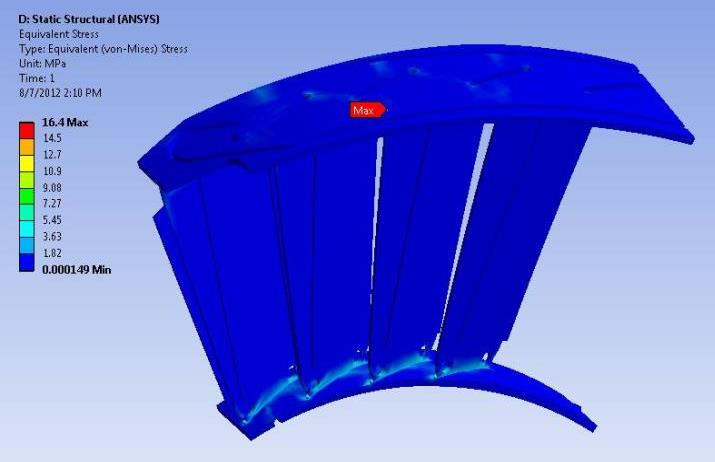 D: Static Structural (ANSYS)
Equivalent Stress
Type: Equivalent (von-Mises) Stress
Unit: MPa
Time: 1
8/7/2012 2:10 PM
16.4 Max
14.5
12.7
10.9
9.08
7.27
5.45
3.63
1.82
0.000149 Min
Max